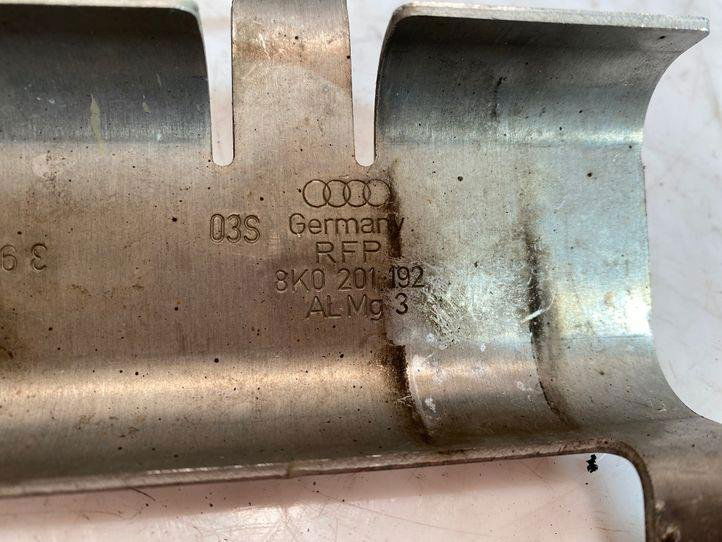 03S
Germany
RFP
8K0 201 192
AL Mg 3